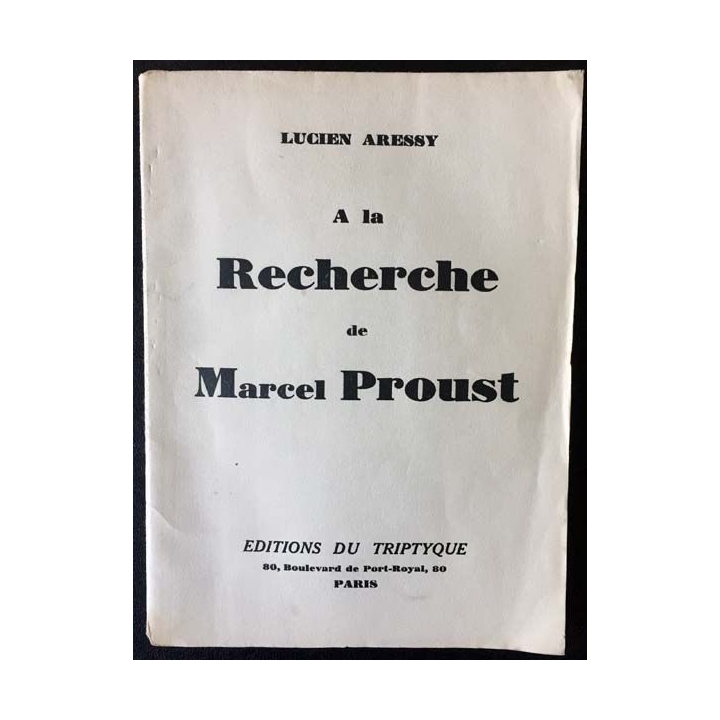 LUCIEN ARESSY
A la
Recherche
de
Marcel Proust
EDITIONS DU TRIPTYQUE
80, Boulevard de Port-Royal, 80
PARIS